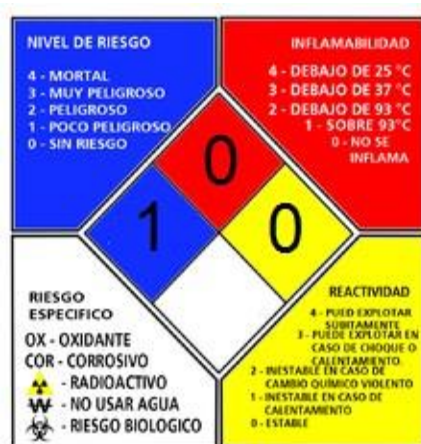 NIVEL DE RIESGO
4 - MORTAL
3 - MUY PELIGROSO
2 - PELIGROSO
1 - POCO PELIGROSO
0 - SIN RIESGO
INFLAMABILIDAD
4 - DEBAJO DE 25 °C
3 - DEBAJO DE 37 °C
2 - DEBAJO DE 93 °C
1 - SOBRE 93°C
0 - NO SE
INFLAMA
0
1
0
RIESGO
ESPECIFICO
OX - OXIDANTE
COR - CORROSIVO
- RADIOACTIVO
W - NO USAR AGUA
- RIESGO BIOLOGICO
REACTIVIDAD
4 - PUED EXPLOTAR
SÚBITAMENTE
3 - PUEDE EXPLOTAR EN
CASO DE CHOQUE O
CALENTAMIENTO.
2 - INESTABLE EN CASO DE
CAMBIO QUÍMICO VIOLENTO
1 - INESTABLE EN CASO DE
CALENTAMIENTO
0 - ESTABLE